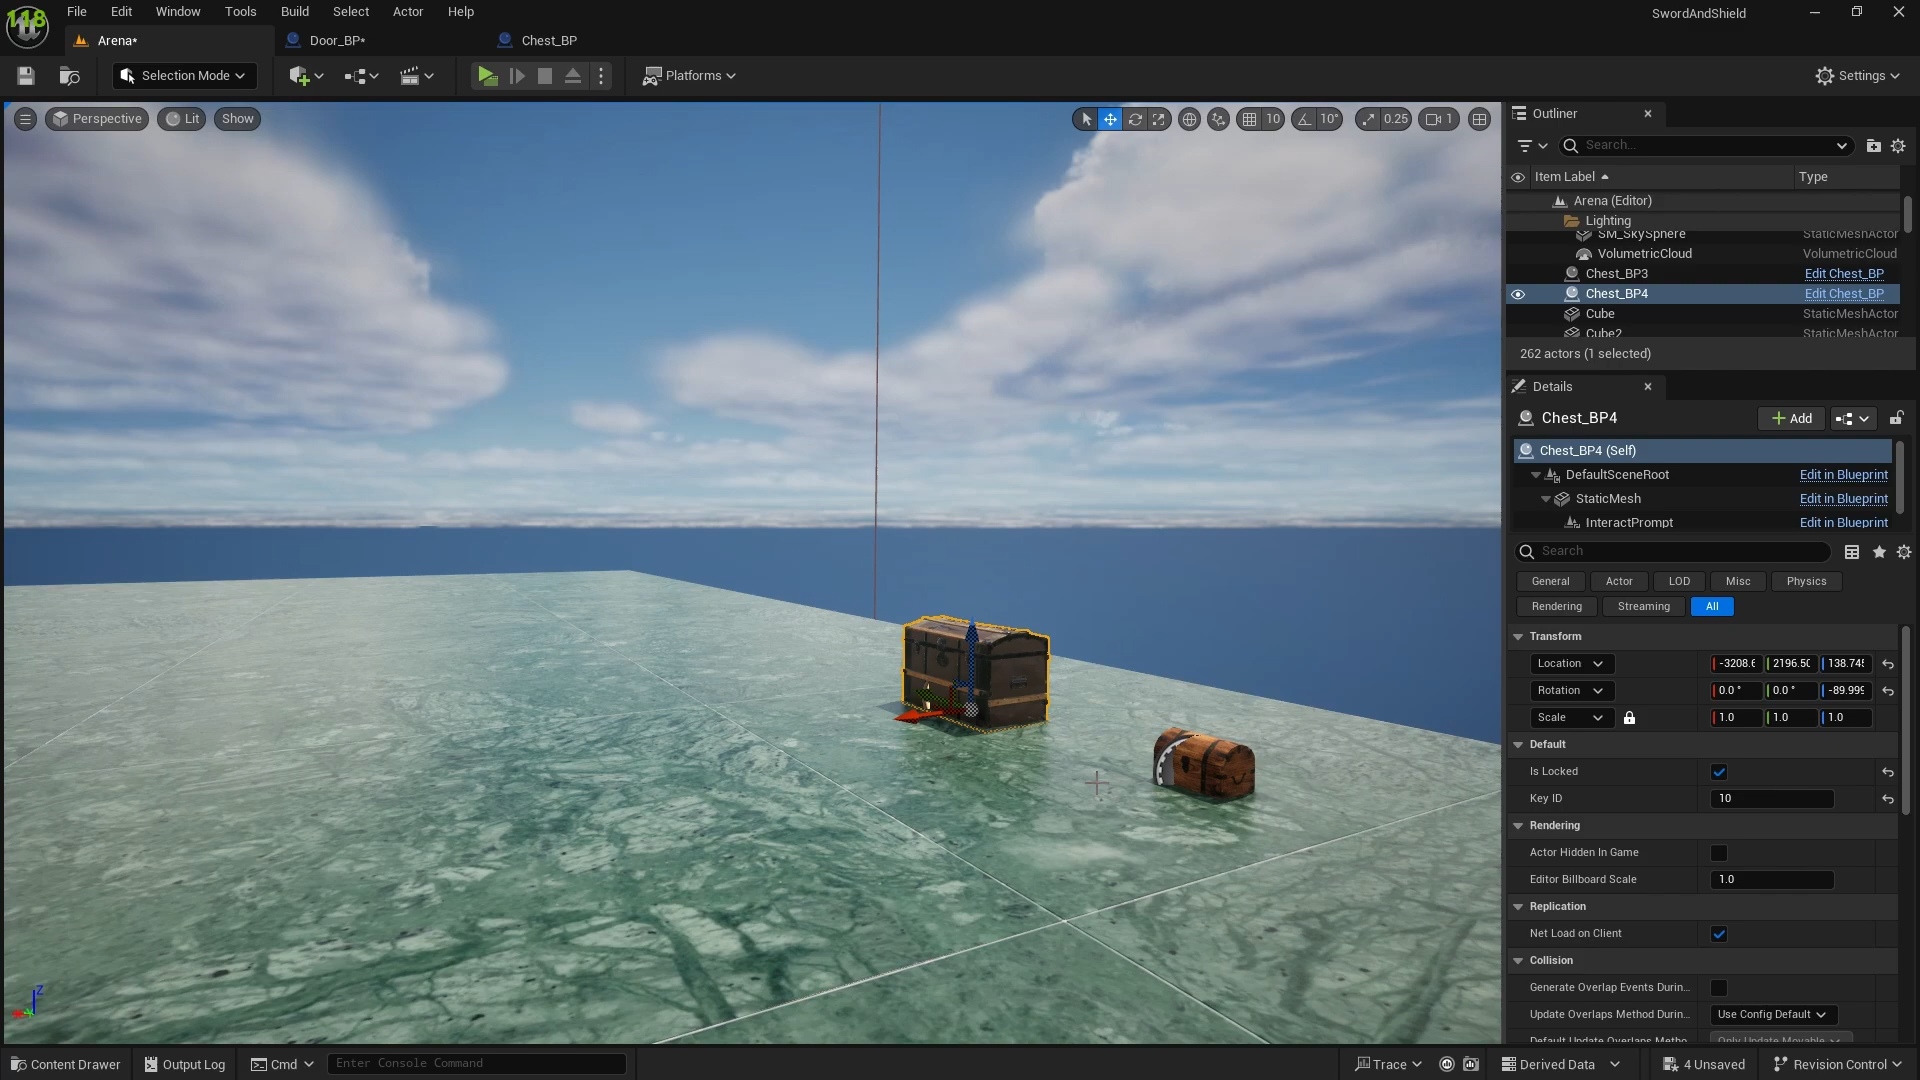 118
File Edit Window Tools Build Select Actor Help
SwordAndShield
Arena*
Door_BP*
Chest_BP
Selection Mode
Platforms
Settings
Perspective
Lit
Show
10
10°
0.25
1
Outliner
Search...
Item Label
Type
Arena (Editor)
Lighting
SM_SkySphere StaticMeshActor
VolumetricCloud VolumetricCloud
Chest_BP3 Edit Chest_BP
Chest_BP4 Edit Chest_BP
Cube StaticMeshActor
Cube2 StaticMeshActor
262 actors (1 selected)
Details
Chest_BP4
Add
Chest_BP4 (Self)
DefaultSceneRoot Edit in Blueprint
StaticMesh Edit in Blueprint
InteractPrompt Edit in Blueprint
Search
General Actor LOD Misc Physics
Rendering Streaming All
Transform
Location -3208.6 2196.50 138.745
Rotation 0.0 ° 0.0 ° -89.999
Scale 1.0 1.0 1.0
Default
Is Locked
Key ID 10
Rendering
Actor Hidden In Game
Editor Billboard Scale 1.0
Replication
Net Load on Client
Collision
Generate Overlap Events Durin...
Update Overlaps Method Durin... Use Config Default
Default Update Overlaps Metho Only Update Movable
Z
Content Drawer
Output Log
Cmd
Enter Console Command
Trace
Derived Data
4 Unsaved
Revision Control